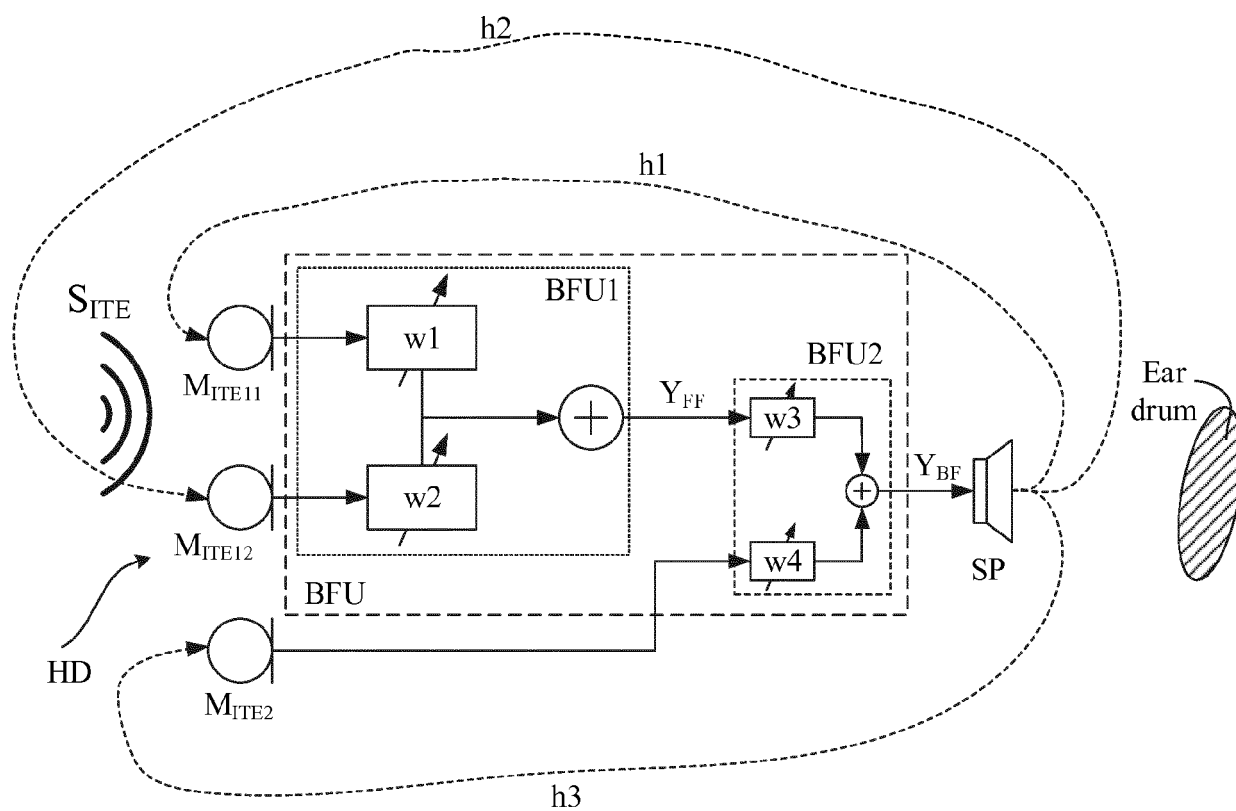 h2
h1
S_ITE
BFU1
w1
M_ITE11
BFU2
Y_FF
w3
Ear
drum
+
w2
M_ITE12
+
Y_BF
w4
SP
BFU
HD
M_ITE2
h3